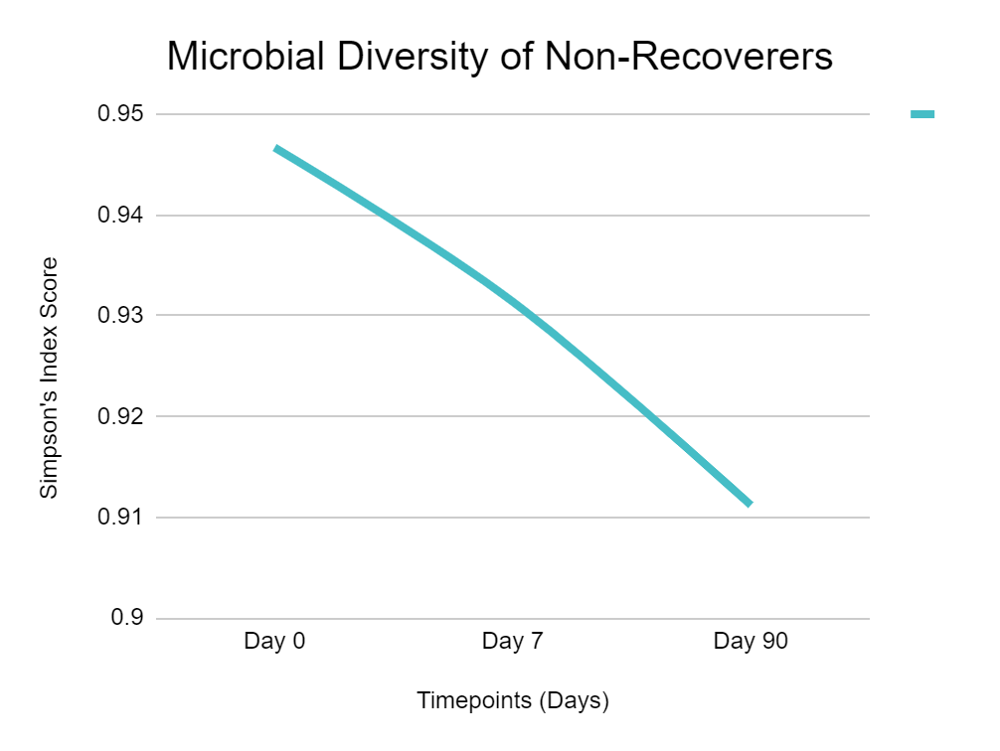 Microbial Diversity of Non-Recoverers
0.95
0.94
0.93
0.92
0.91
0.9
Simpson's Index Score
Day 0
Day 7
Day 90
Timepoints (Days)